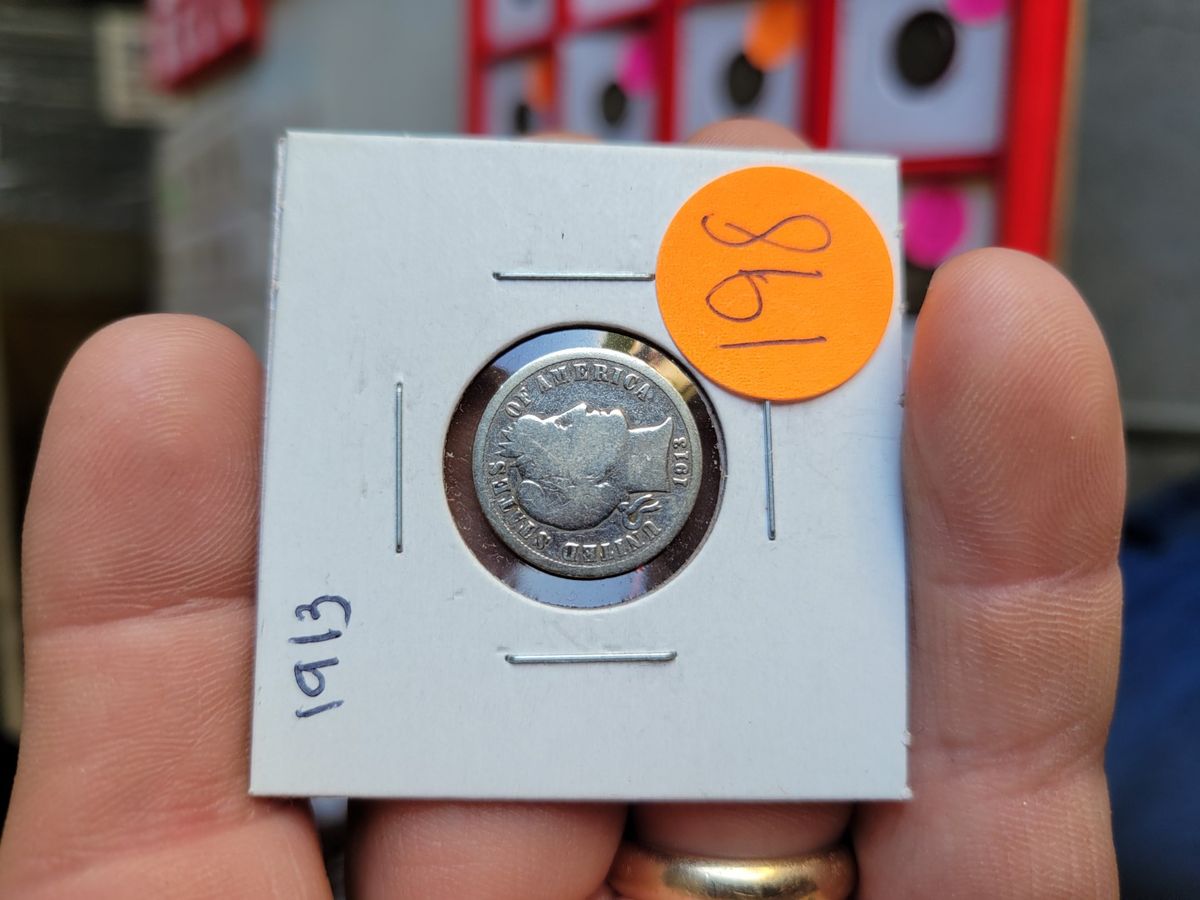 198
UNITED STATES OF AMERICA
1913
1913